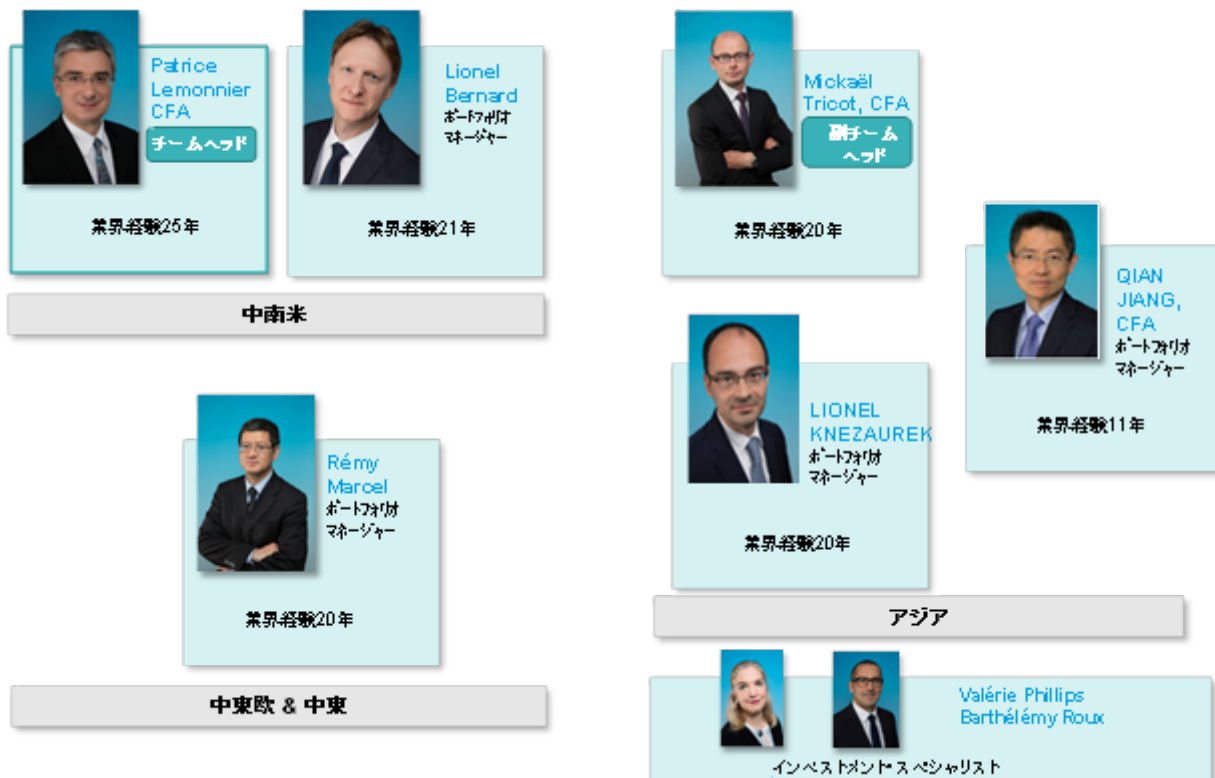 Patrice
Lemonnier
CFA
チームヘッド
業界経験25年
Lionel
Bernard
ポートフォリオ
マネージャー
業界経験21年
中南米
Rémy
Marcel
ポートフォリオ
マネージャー
業界経験20年
中東欧 & 中東
Mickaël
Tricot, CFA
副チーム
ヘッド
業界経験20年
QIAN
JIANG,
CFA
ポートフォリオ
マネージャー
業界経験11年
LIONEL
KNEZAUREK
ポートフォリオ
マネージャー
業界経験20年
アジア
Valérie Phillips
Barthélémy Roux
インベストメント・スペシャリスト